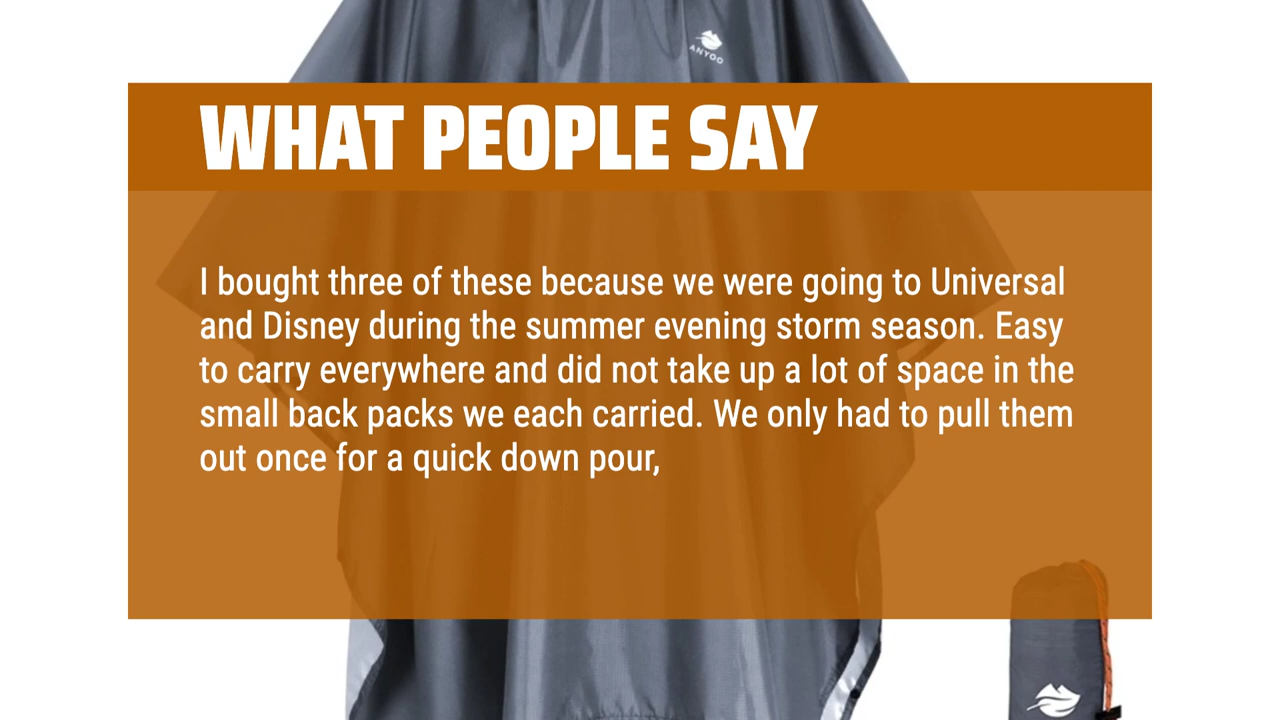 ANYOO
WHAT PEOPLE SAY
I bought three of these because we were going to Universal
and Disney during the summer evening storm season. Easy
to carry everywhere and did not take up a lot of space in the
small back packs we each carried. We only had to pull them
out once for a quick down pour,